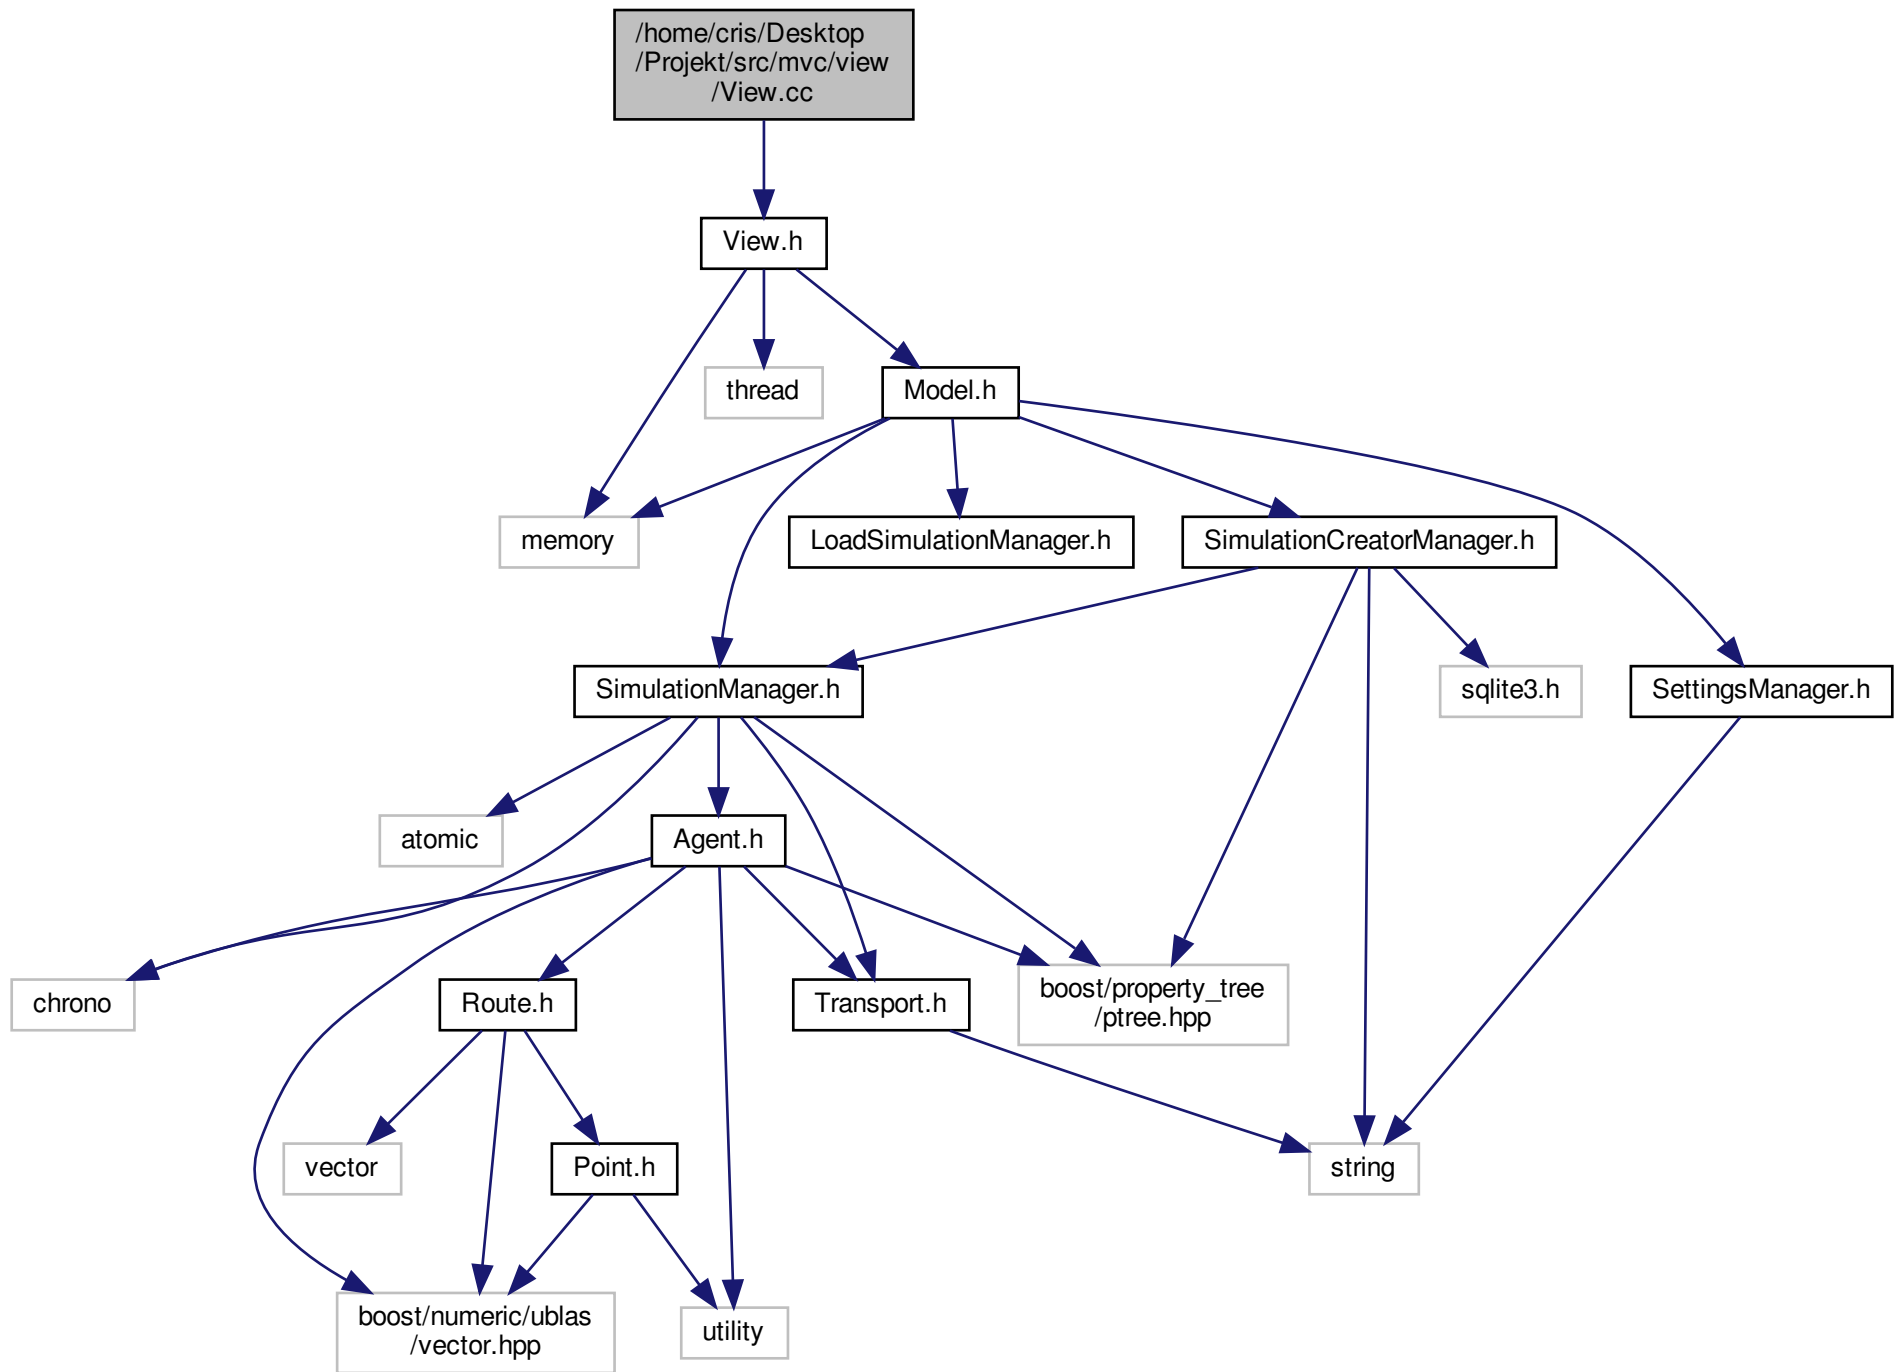 /home/cris/Desktop
/Projekt/src/mvc/view
/View.cc
View.h
thread
Model.h
memory
LoadSimulationManager.h
SimulationCreatorManager.h
SimulationManager.h
sqlite3.h
SettingsManager.h
atomic
Agent.h
chrono
Route.h
Transport.h
boost/property_tree
/ptree.hpp
vector
Point.h
string
boost/numeric/ublas
/vector.hpp
utility